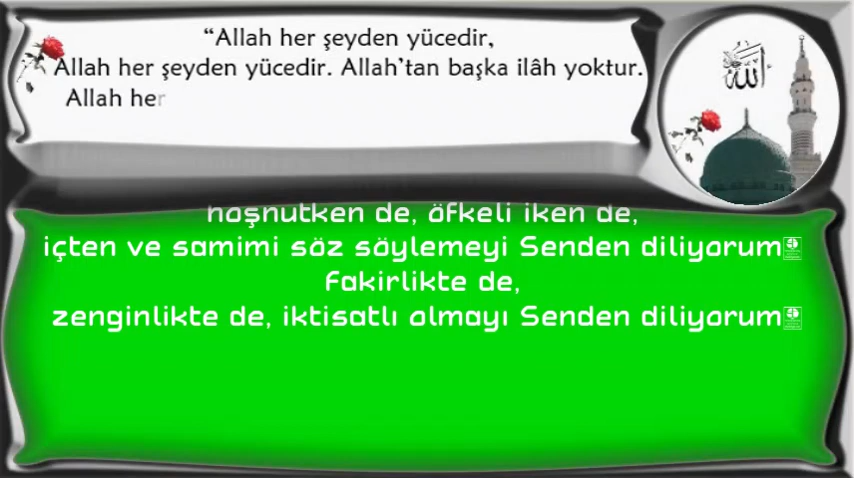 “Allah her şeyden yücedir,
Allah her şeyden yücedir. Allah’tan başka ilâh yoktur.
Allah her
الله
hoşnutken de, öfkeli iken de,
içten ve samimi söz söylemeyi Senden diliyorum
Fakirlikte de,
zenginlikte de, iktisatlı olmayı Senden diliyorum